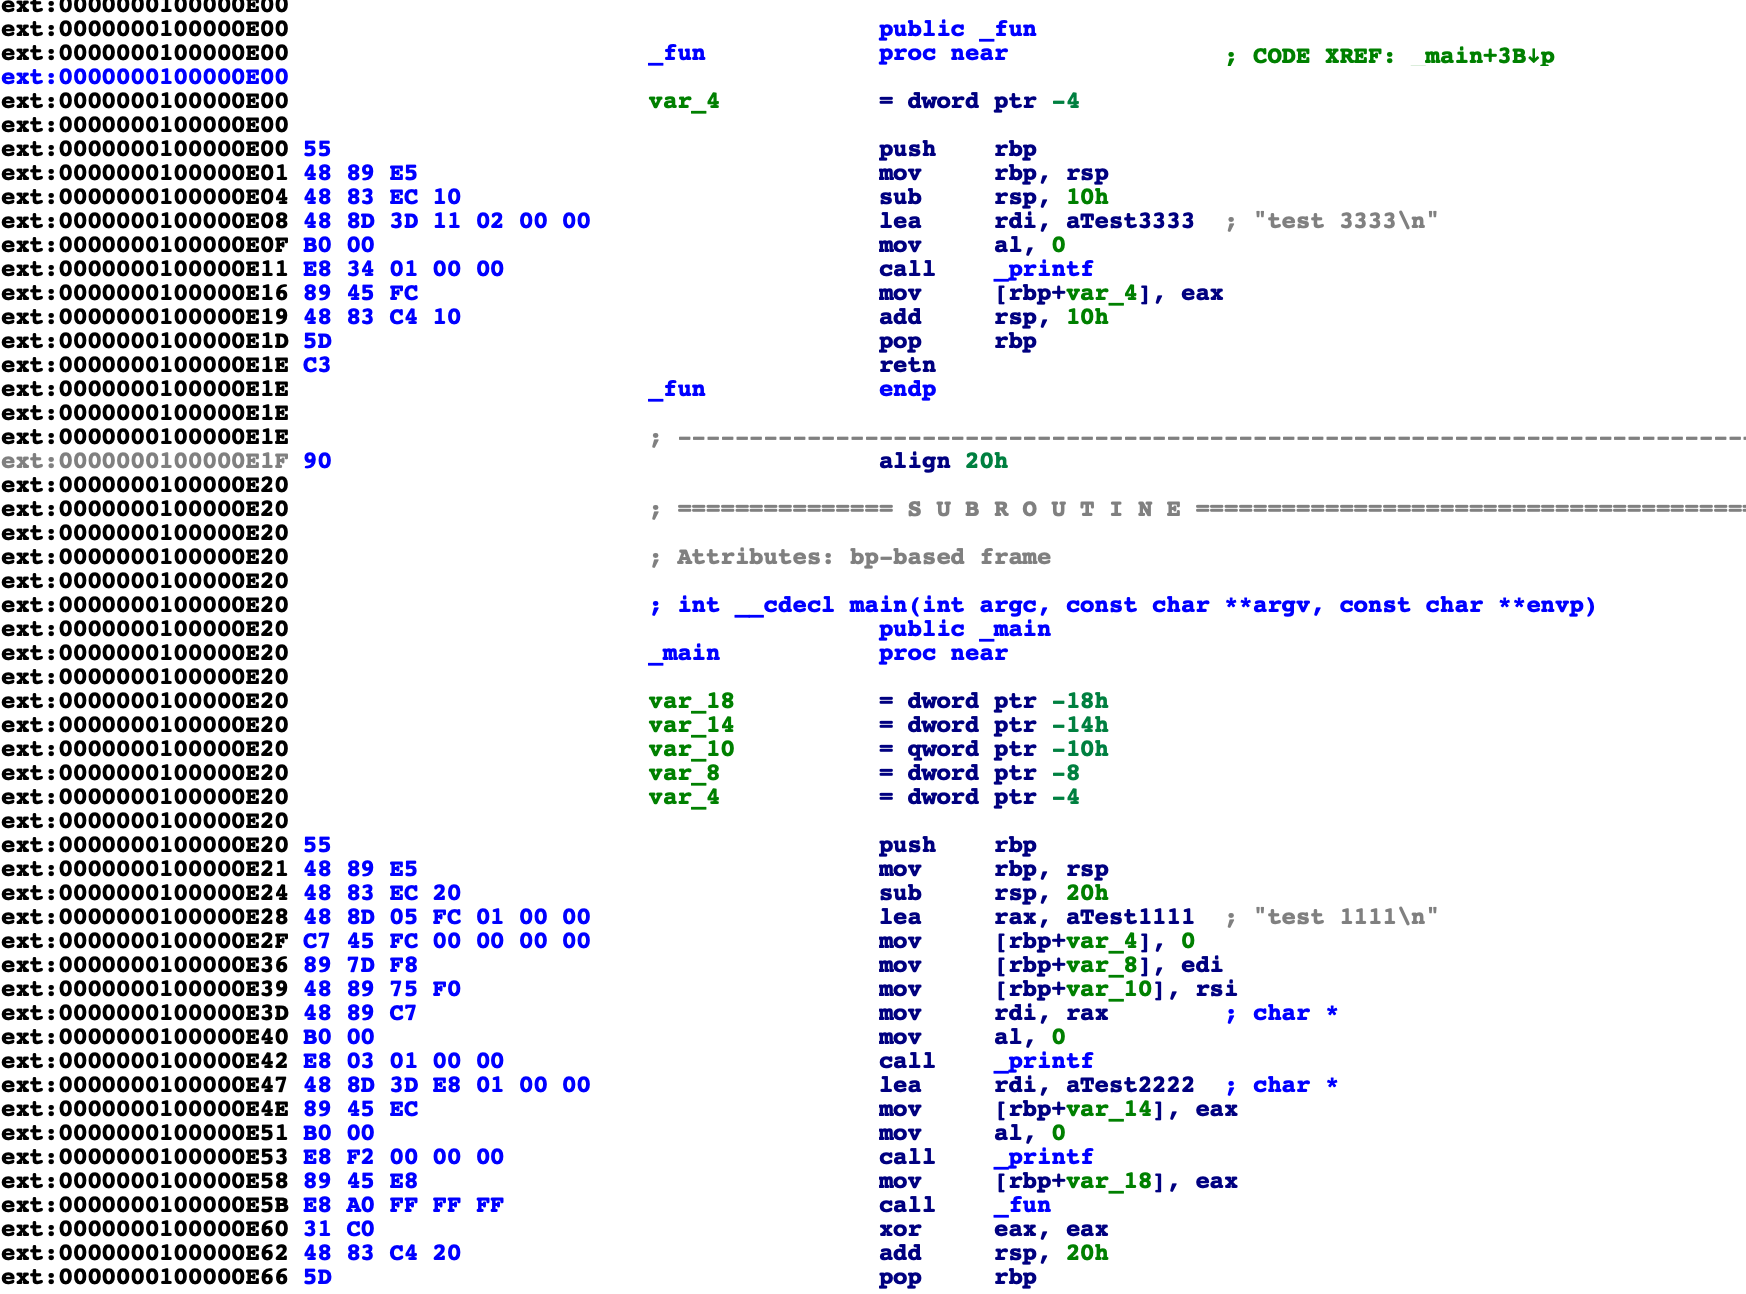 ext:0000000100000E00
ext:0000000100000E00 public _fun
ext:0000000100000E00 _fun proc near ; CODE XREF: _main+3B↓p
ext:0000000100000E00
ext:0000000100000E00 var_4 = dword ptr -4
ext:0000000100000E00
ext:0000000100000E00 55 push rbp
ext:0000000100000E01 48 89 E5 mov rbp, rsp
ext:0000000100000E04 48 83 EC 10 sub rsp, 10h
ext:0000000100000E08 48 8D 3D 11 02 00 00 lea rdi, aTest3333 ; "test 3333\n"
ext:0000000100000E0F B0 00 mov al, 0
ext:0000000100000E11 E8 34 01 00 00 call _printf
ext:0000000100000E16 89 45 FC mov [rbp+var_4], eax
ext:0000000100000E19 48 83 C4 10 add rsp, 10h
ext:0000000100000E1D 5D pop rbp
ext:0000000100000E1E C3 retn
ext:0000000100000E1E _fun endp
ext:0000000100000E1E
ext:0000000100000E1E ; ---------------------------------------------------------------------------
ext:0000000100000E1F 90 align 20h
ext:0000000100000E20
ext:0000000100000E20 ; =============== S U B R O U T I N E =======================================
ext:0000000100000E20
ext:0000000100000E20 ; Attributes: bp-based frame
ext:0000000100000E20
ext:0000000100000E20 ; int __cdecl main(int argc, const char **argv, const char **envp)
ext:0000000100000E20 public _main
ext:0000000100000E20 _main proc near
ext:0000000100000E20
ext:0000000100000E20 var_18 = dword ptr -18h
ext:0000000100000E20 var_14 = dword ptr -14h
ext:0000000100000E20 var_10 = qword ptr -10h
ext:0000000100000E20 var_8 = dword ptr -8
ext:0000000100000E20 var_4 = dword ptr -4
ext:0000000100000E20
ext:0000000100000E20 55 push rbp
ext:0000000100000E21 48 89 E5 mov rbp, rsp
ext:0000000100000E24 48 83 EC 20 sub rsp, 20h
ext:0000000100000E28 48 8D 05 FC 01 00 00 lea rax, aTest1111 ; "test 1111\n"
ext:0000000100000E2F C7 45 FC 00 00 00 00 mov [rbp+var_4], 0
ext:0000000100000E36 89 7D F8 mov [rbp+var_8], edi
ext:0000000100000E39 48 89 75 F0 mov [rbp+var_10], rsi
ext:0000000100000E3D 48 89 C7 mov rdi, rax ; char *
ext:0000000100000E40 B0 00 mov al, 0
ext:0000000100000E42 E8 03 01 00 00 call _printf
ext:0000000100000E47 48 8D 3D E8 01 00 00 lea rdi, aTest2222 ; char *
ext:0000000100000E4E 89 45 EC mov [rbp+var_14], eax
ext:0000000100000E51 B0 00 mov al, 0
ext:0000000100000E53 E8 F2 00 00 00 call _printf
ext:0000000100000E58 89 45 E8 mov [rbp+var_18], eax
ext:0000000100000E5B E8 A0 FF FF FF call _fun
ext:0000000100000E60 31 C0 xor eax, eax
ext:0000000100000E62 48 83 C4 20 add rsp, 20h
ext:0000000100000E66 5D pop rbp